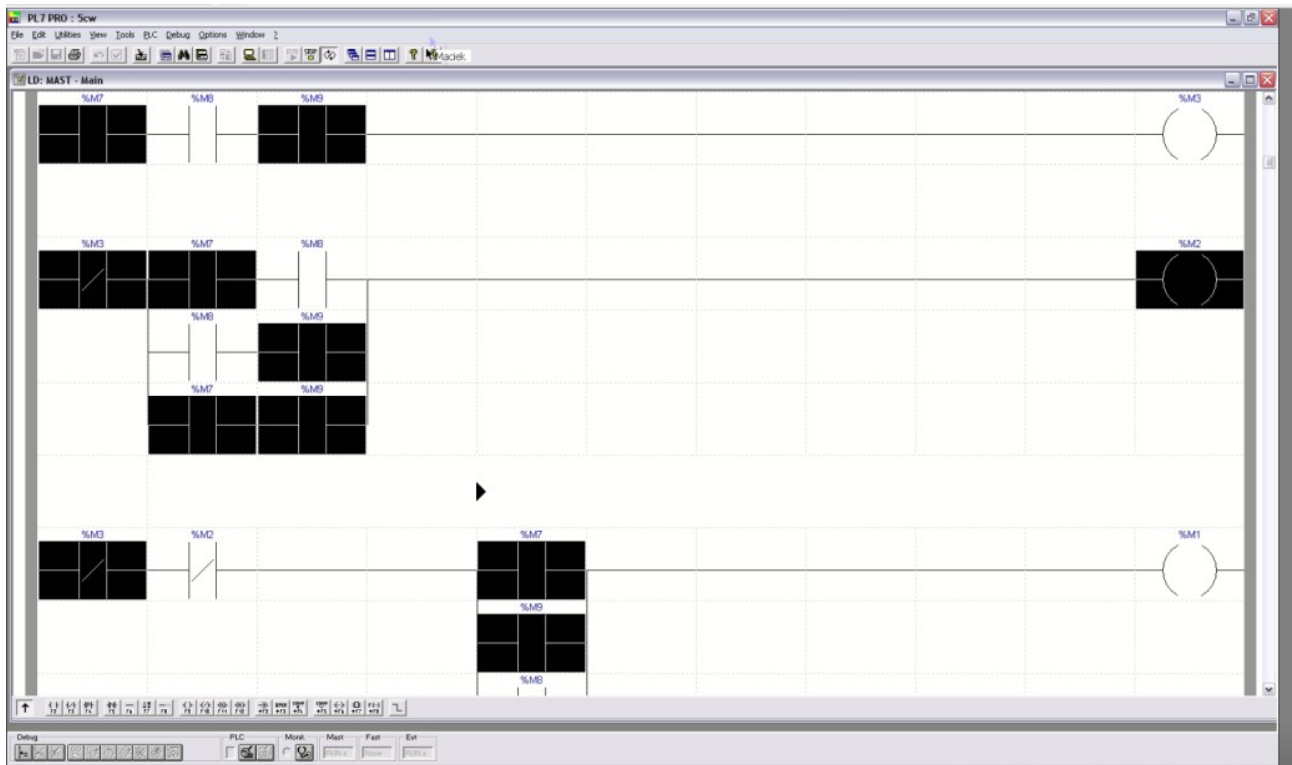 PL7 PRO : 5cw
File Edit Utilities View Tools PLC Debug Options Window ?
Maciek
LD: MAST - Main
%M7 %M8 %M9 %M3
%M3 %M7 %M8 %M2
%M8 %M9
%M7 %M9
%M3 %M2 %M7 %M1
%M9
%M8
Debug PLC Monit. Mast Fast Evt
None